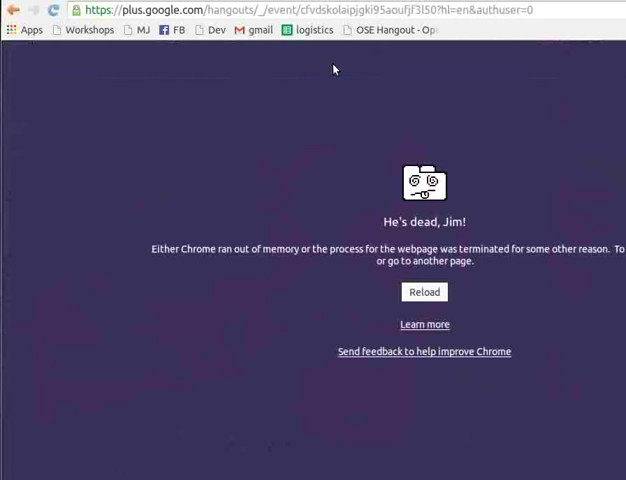 https://plus.google.com/hangouts/_/event/cfvdskolaipjgki95aoufjf3l50?hl=en&authuser=0
Apps Workshops MJ FB Dev gmail logistics OSE Hangout - Op
He's dead, Jim!
Either Chrome ran out of memory or the process for the webpage was terminated for some other reason. To
or go to another page.
Reload
Learn more
Send feedback to help improve Chrome